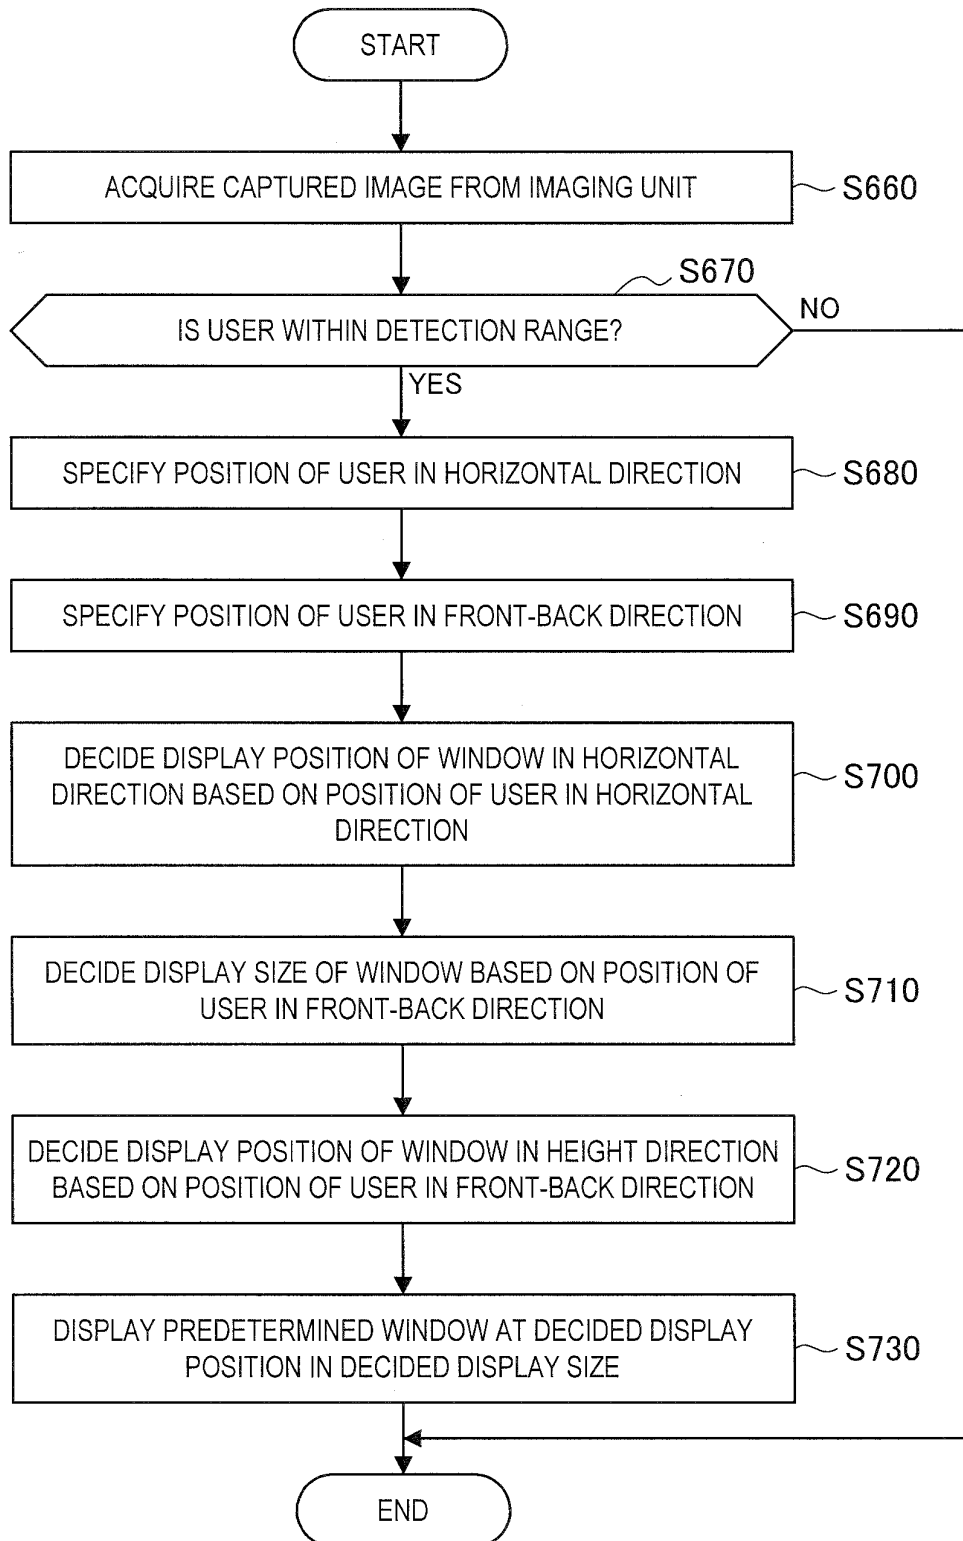 START
ACQUIRE CAPTURED IMAGE FROM IMAGING UNIT
S660
S670
IS USER WITHIN DETECTION RANGE?
NO
YES
SPECIFY POSITION OF USER IN HORIZONTAL DIRECTION
S680
SPECIFY POSITION OF USER IN FRONT-BACK DIRECTION
S690
DECIDE DISPLAY POSITION OF WINDOW IN HORIZONTAL
DIRECTION BASED ON POSITION OF USER IN HORIZONTAL
DIRECTION
S700
DECIDE DISPLAY SIZE OF WINDOW BASED ON POSITION OF
USER IN FRONT-BACK DIRECTION
S710
DECIDE DISPLAY POSITION OF WINDOW IN HEIGHT DIRECTION
BASED ON POSITION OF USER IN FRONT-BACK DIRECTION
S720
DISPLAY PREDETERMINED WINDOW AT DECIDED DISPLAY
POSITION IN DECIDED DISPLAY SIZE
S730
END